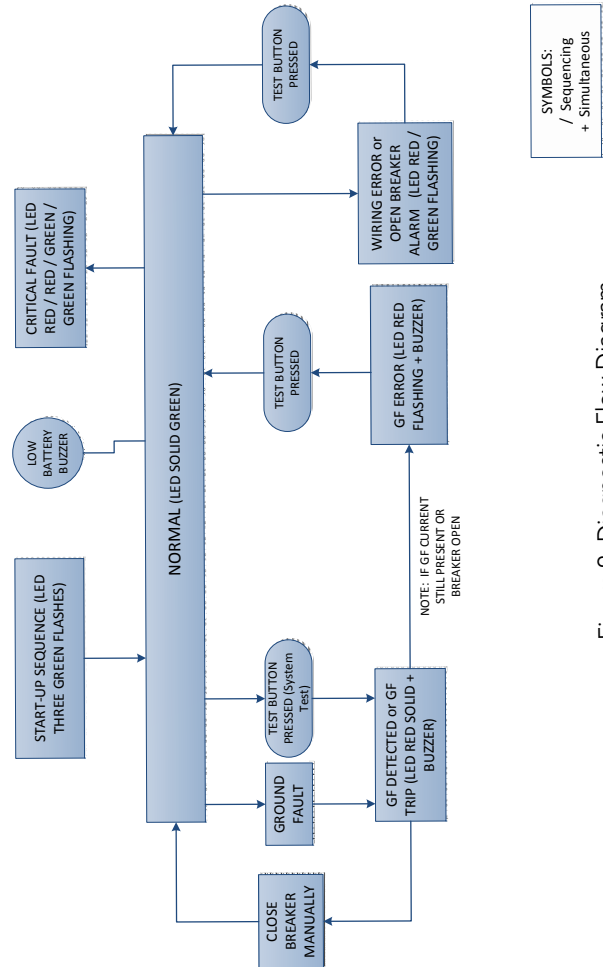 START-UP SEQUENCE (LED
THREE GREEN FLASHES)
LOW
BATTERY
BUZZER
CRITICAL FAULT (LED
RED / RED / GREEN /
GREEN FLASHING)
NORMAL (LED SOLID GREEN)
CLOSE
BREAKER
MANUALLY
GROUND
FAULT
TEST BUTTON
PRESSED (System
Test)
TEST BUTTON
PRESSED
TEST BUTTON
PRESSED
GF DETECTED or GF
TRIP (LED RED SOLID +
BUZZER)
NOTE: IF GF CURRENT
STILL PRESENT OR
BREAKER OPEN
GF ERROR (LED RED
FLASHING + BUZZER)
WIRING ERROR or
OPEN BREAKER
ALARM (LED RED /
GREEN FLASHING)
SYMBOLS:
/ Sequencing
+ Simultaneous
Diagnostic Flow Diagram